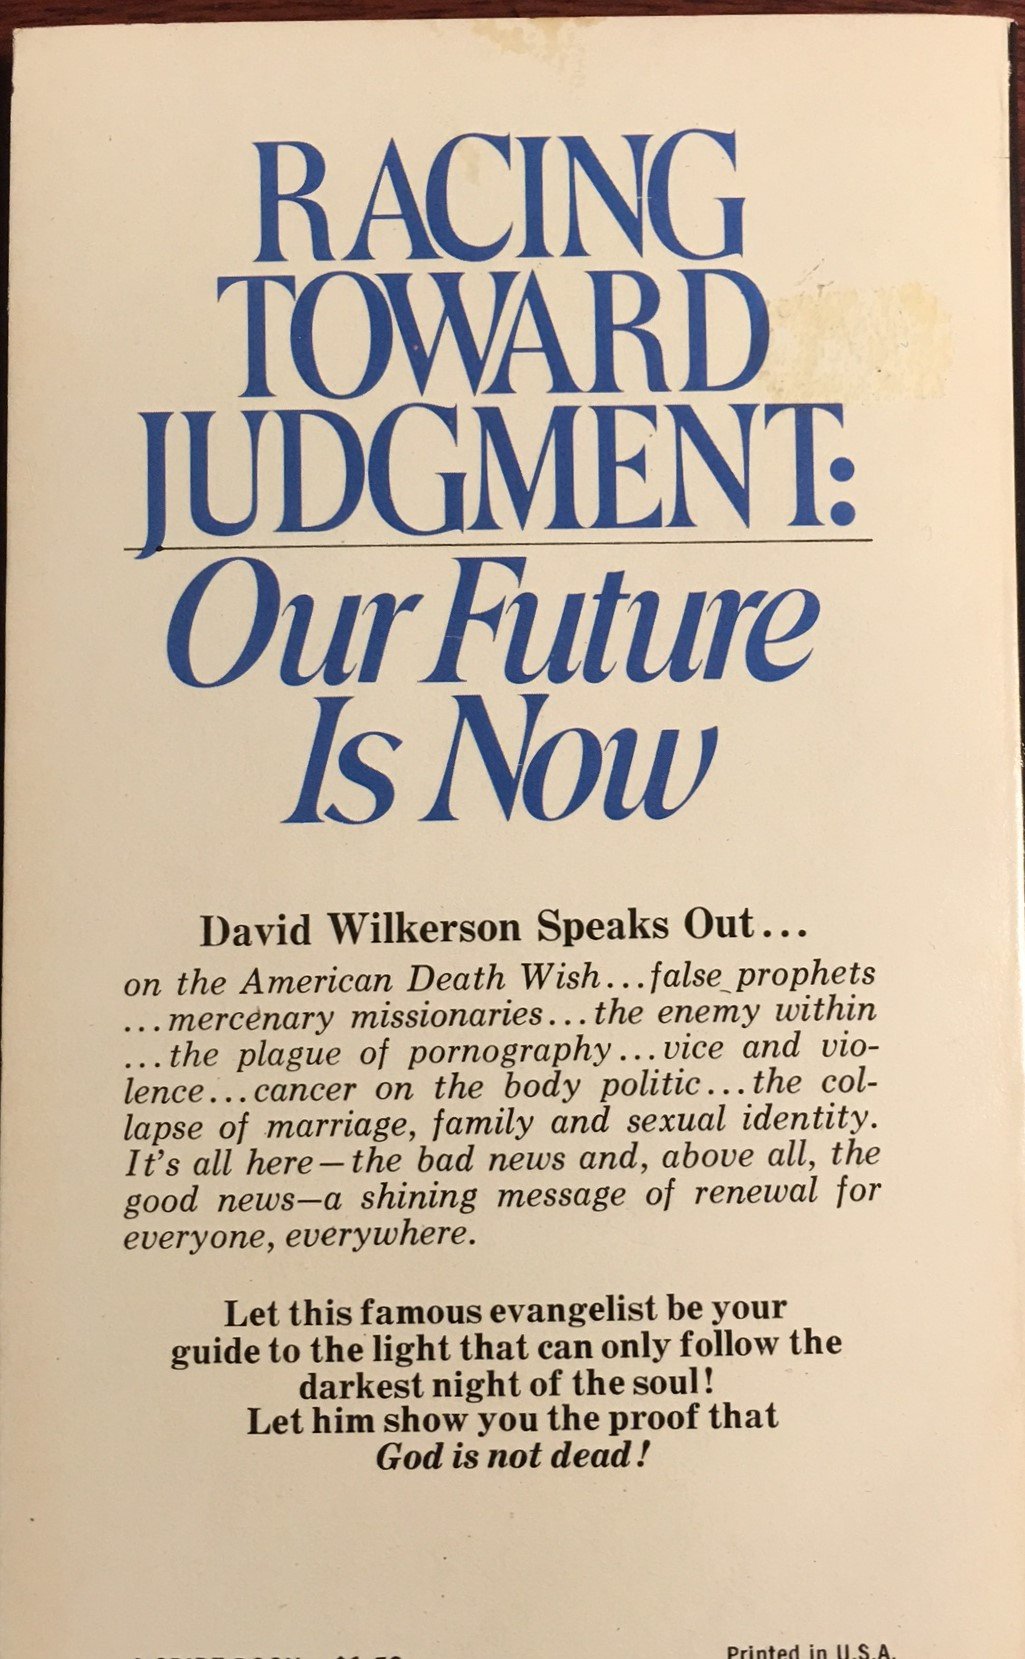 RACING
TOWARD
JUDGMENT:
Our Future
Is Now
David Wilkerson Speaks Out...
on the American Death Wish...false prophets
...mercenary missionaries...the enemy within
...the plague of pornography...vice and vio-
lence...cancer on the body politic...the col-
lapse of marriage, family and sexual identity.
It's all here—the bad news and, above all, the
good news—a shining message of renewal for
everyone, everywhere.
Let this famous evangelist be your
guide to the light that can only follow the
darkest night of the soul!
Let him show you the proof that
God is not dead!
Printed in U.S.A.